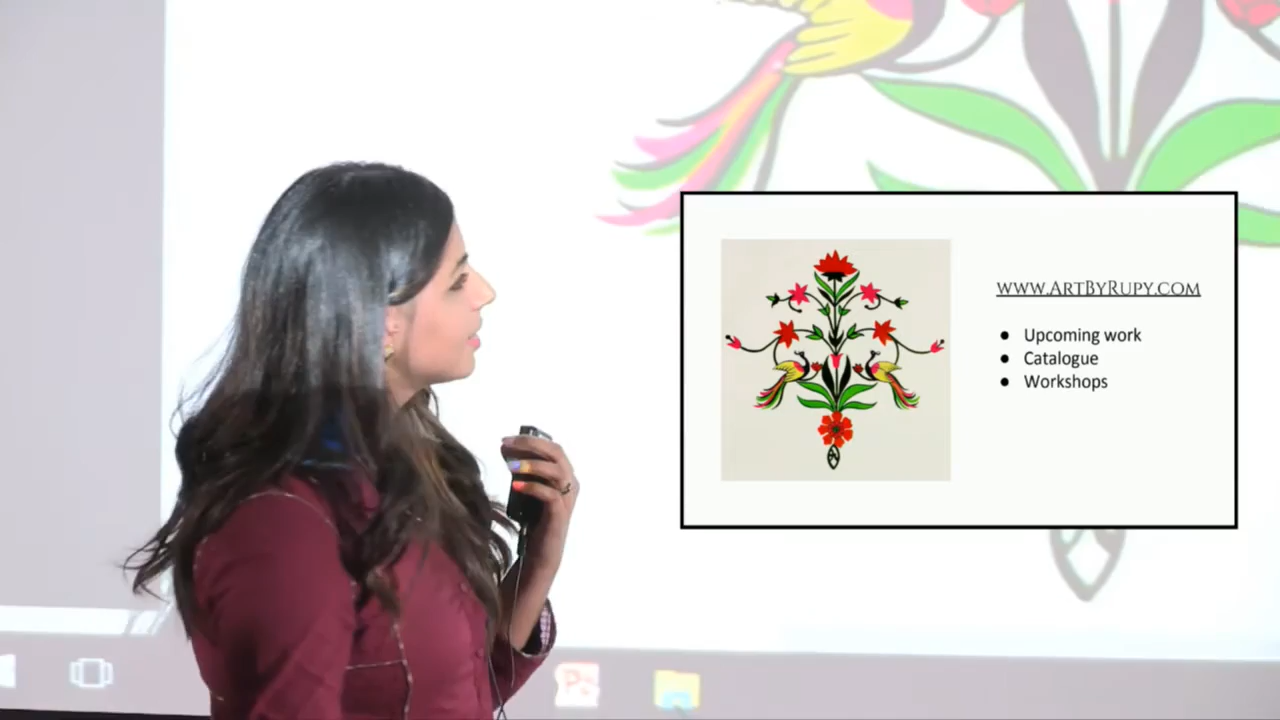 www.ArtByRupy.com
● Upcoming work
● Catalogue
● Workshops